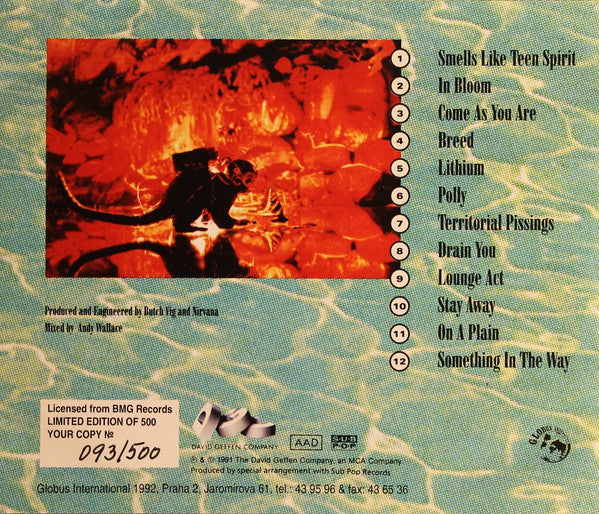 1 Smells Like Teen Spirit
2 In Bloom
3 Come As You Are
4 Breed
5 Lithium
6 Polly
7 Territorial Pissings
8 Drain You
9 Lounge Act
10 Stay Away
11 On A Plain
12 Something In The Way
Produced and Engineered by Butch Vig and Nirvana
Mixed by Andy Wallace
Licensed from BMG Records
LIMITED EDITION OF 500
YOUR COPY №
093/500
DGC
DAVID GEFFEN COMPANY
AAD
SUB
POP
℗ & © 1991 The David Geffen Company, an MCA Company
Produced by special arrangement with Sub Pop Records
GLOBUS
Globus International 1992, Praha 2, Jaromírova 61, tel.: 43 95 96 & fax: 43 65 36